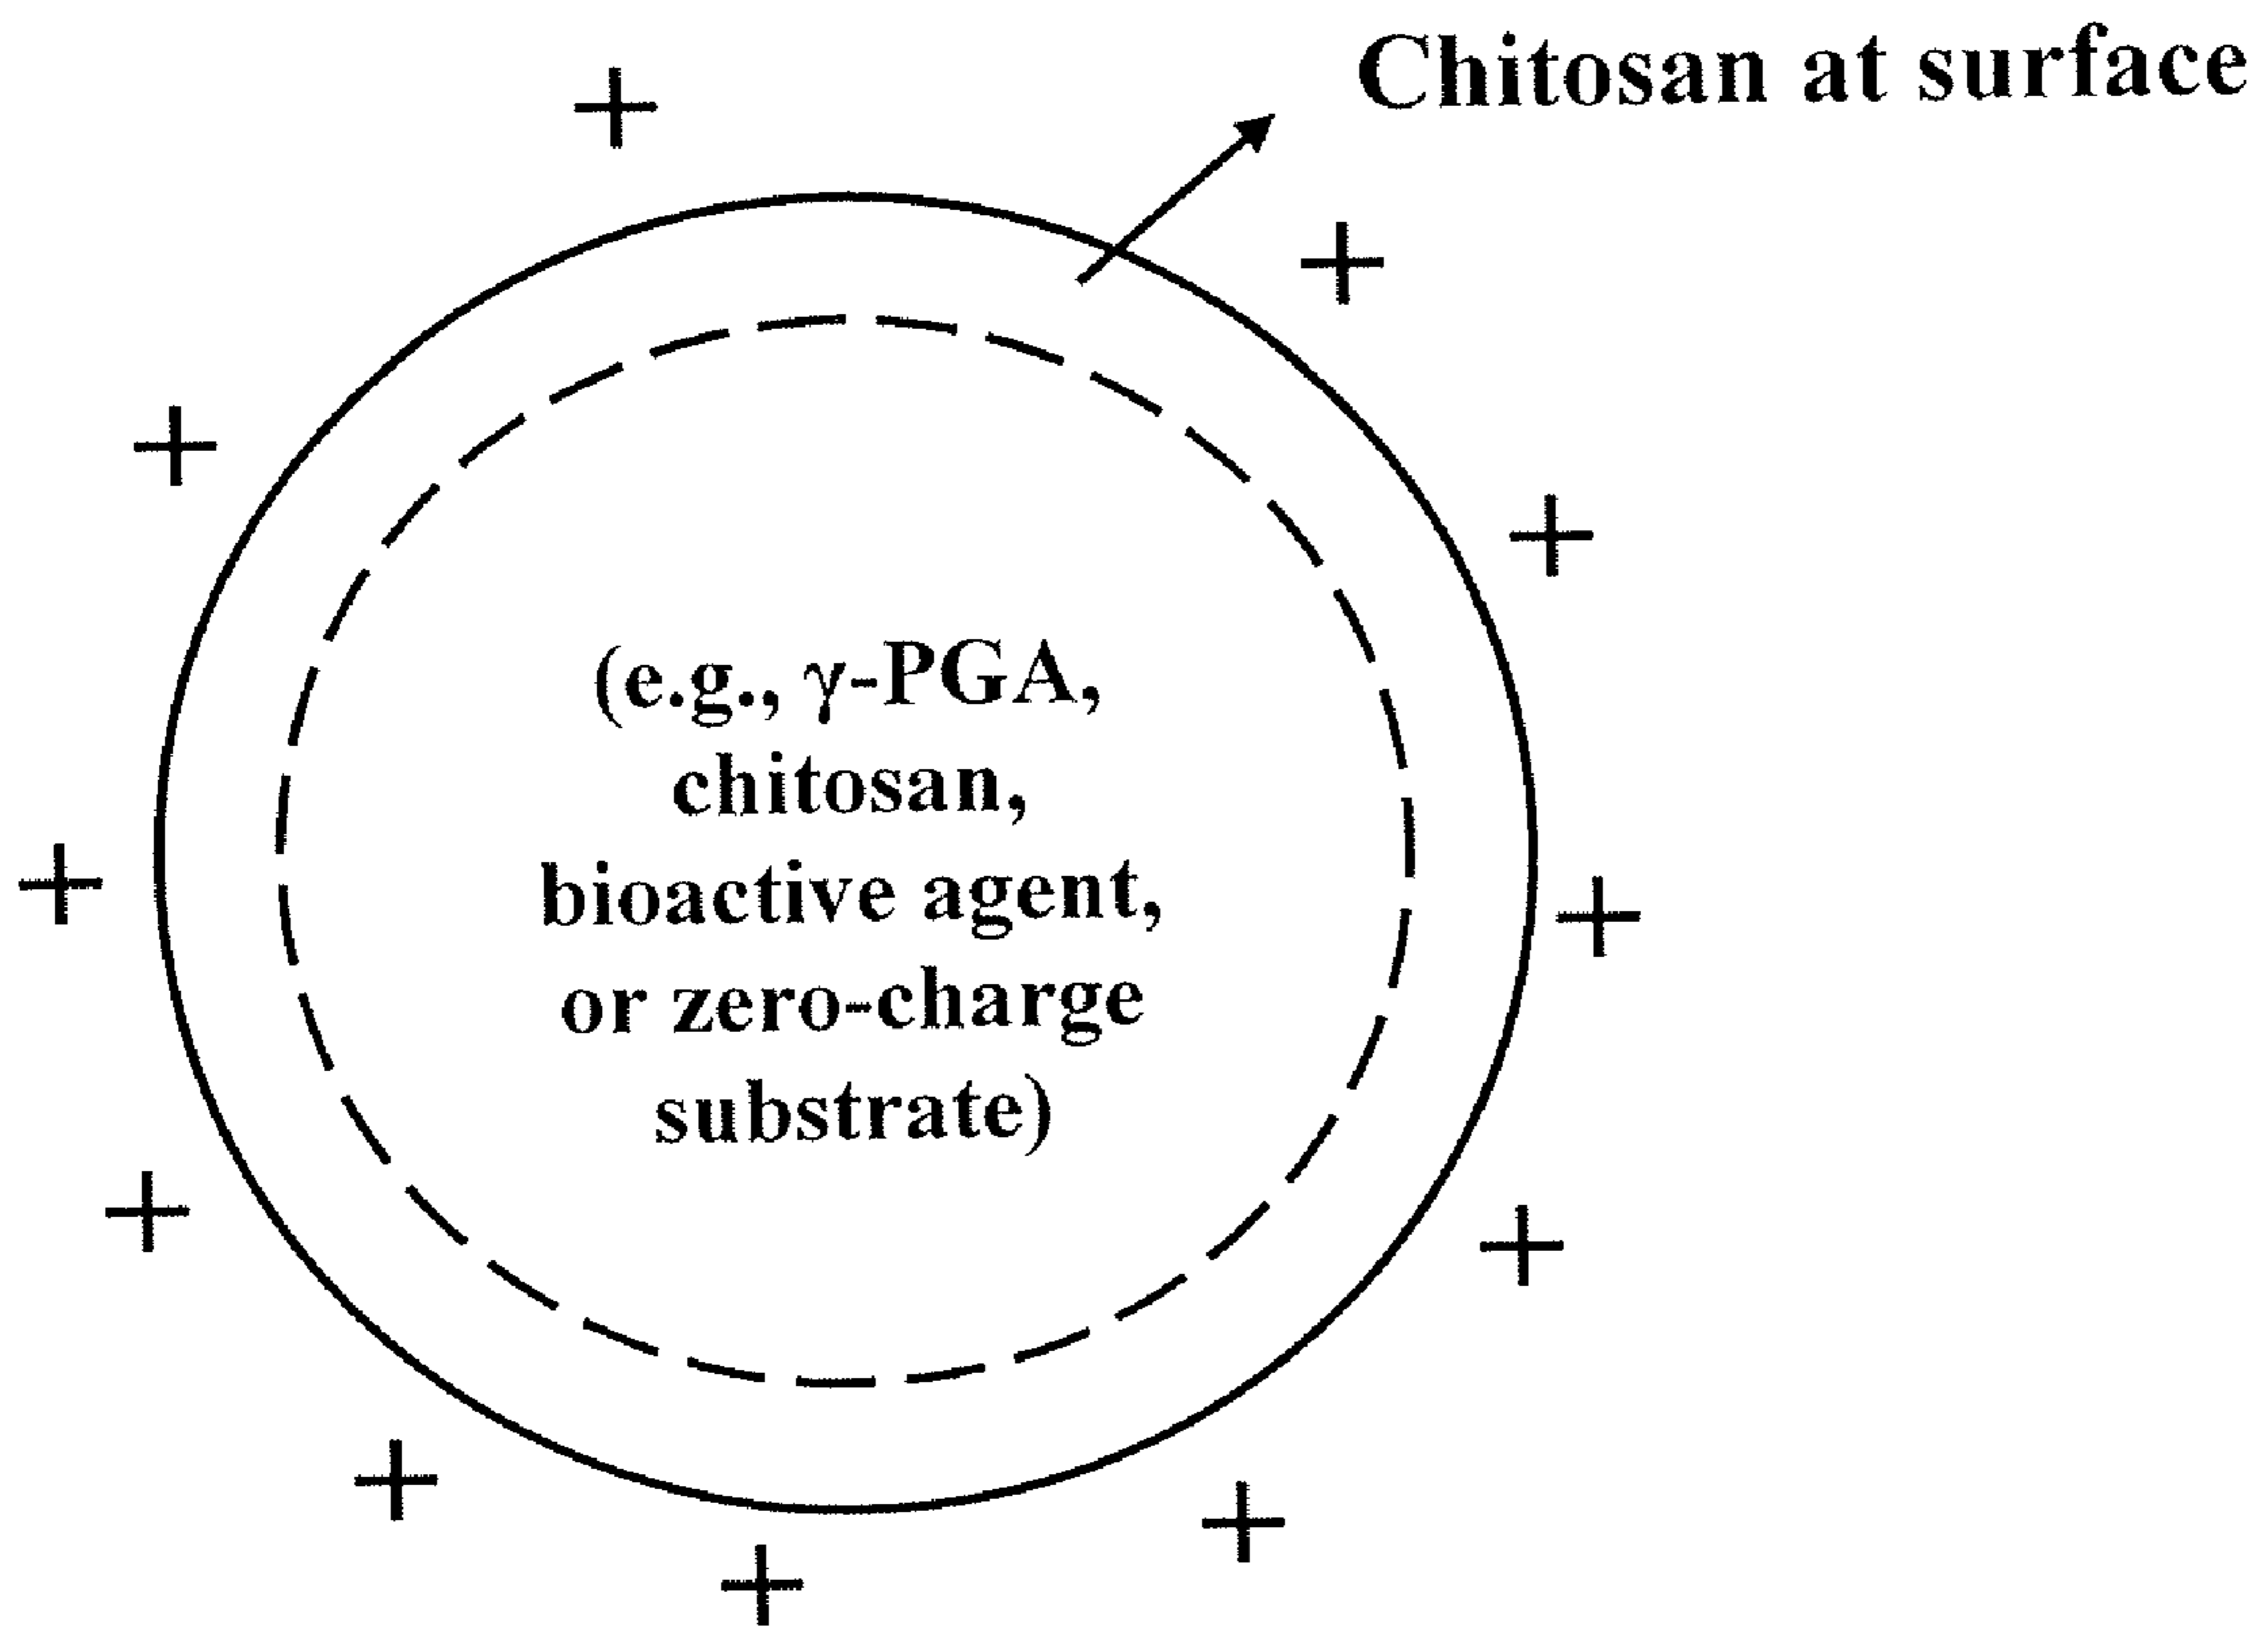 Chitosan at surface
(e.g., γ-PGA,
chitosan,
bioactive agent,
or zero-charge
substrate)